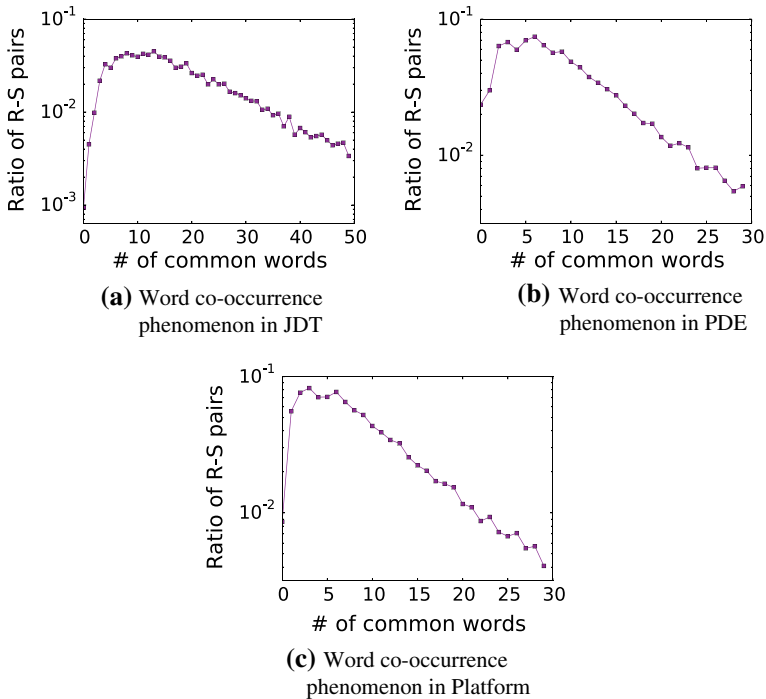 10^-1
10^-2
10^-3
Ratio of R-S pairs
0 10 20 30 40 50
# of common words
(a) Word co-occurrence
phenomenon in JDT
10^-1
10^-2
Ratio of R-S pairs
0 5 10 15 20 25 30
# of common words
(b) Word co-occurrence
phenomenon in PDE
10^-1
10^-2
Ratio of R-S pairs
0 5 10 15 20 25 30
# of common words
(c) Word co-occurrence
phenomenon in Platform